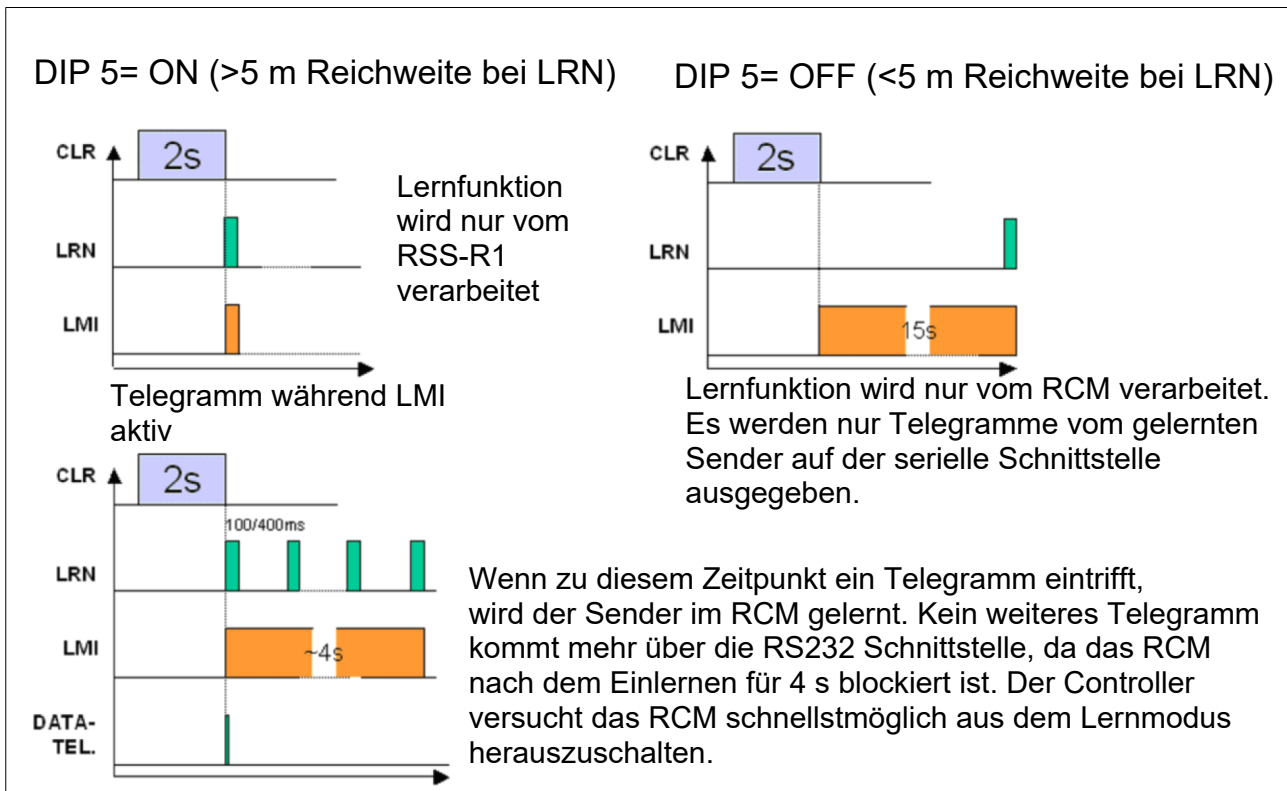 DIP 5= ON (>5 m Reichweite bei LRN)
CLR
2s
LRN
LMI
Lernfunktion
wird nur vom
RSS-R1
verarbeitet
Telegramm während LMI
aktiv
CLR
2s
100/400ms
LRN
LMI
~4s
DATA-
TEL.
DIP 5= OFF (<5 m Reichweite bei LRN)
CLR
2s
LRN
LMI
15s
Lernfunktion wird nur vom RCM verarbeitet.
Es werden nur Telegramme vom gelernten
Sender auf der serielle Schnittstelle
ausgegeben.
Wenn zu diesem Zeitpunkt ein Telegramm eintrifft,
wird der Sender im RCM gelernt. Kein weiteres Telegramm
kommt mehr über die RS232 Schnittstelle, da das RCM
nach dem Einlernen für 4 s blockiert ist. Der Controller
versucht das RCM schnellstmöglich aus dem Lernmodus
herauszuschalten.